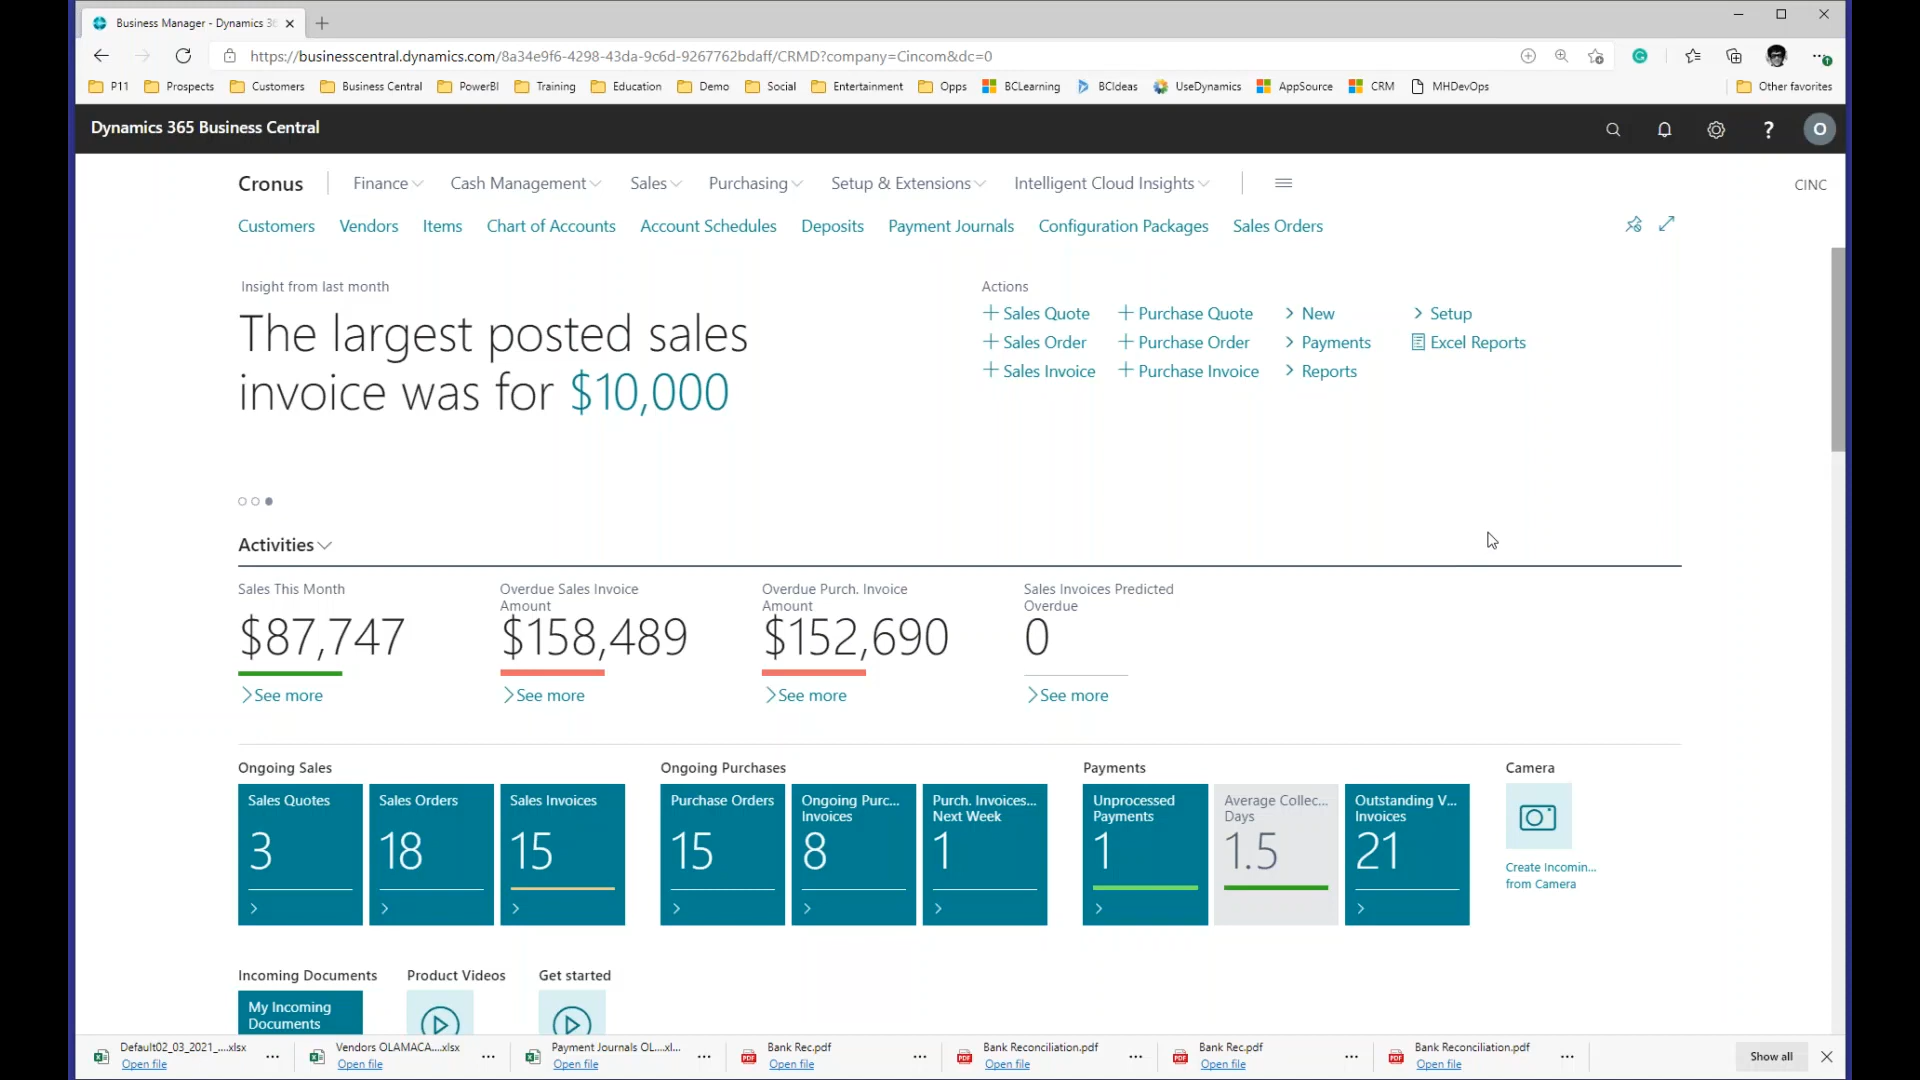 Business Manager - Dynamics 36
https://businesscentral.dynamics.com/8a34e9f6-4298-43da-9c6d-9267762bdaff/CRMD?company=Cincom&dc=0
P11 Prospects Customers Business Central PowerBI Training Education Demo Social Entertainment Opps BCLearning BCIdeas UseDynamics AppSource CRM MHDevOps Other favorites
Dynamics 365 Business Central
? O
Cronus Finance Cash Management Sales Purchasing Setup & Extensions Intelligent Cloud Insights CINC
Customers Vendors Items Chart of Accounts Account Schedules Deposits Payment Journals Configuration Packages Sales Orders
Insight from last month
The largest posted sales
invoice was for $10,000
Actions
+ Sales Quote + Purchase Quote > New > Setup
+ Sales Order + Purchase Order > Payments Excel Reports
+ Sales Invoice + Purchase Invoice > Reports
Activities
Sales This Month
$87,747
>See more
Overdue Sales Invoice
Amount
$158,489
>See more
Overdue Purch. Invoice
Amount
$152,690
>See more
Sales Invoices Predicted
Overdue
0
>See more
Ongoing Sales
Sales Quotes
3
Sales Orders
18
Sales Invoices
15
Ongoing Purchases
Purchase Orders
15
Ongoing Purc...
Invoices
8
Purch. Invoices...
Next Week
1
Payments
Unprocessed
Payments
1
Average Collec...
Days
1.5
Outstanding V...
Invoices
21
Camera
Create Incomin...
from Camera
Incoming Documents
My Incoming
Documents
Product Videos
Get started
Default02_03_2021_....xlsx
Open file
Vendors OLAMACA....xlsx
Open file
Payment Journals OL....xl...
Open file
Bank Rec.pdf
Open file
Bank Reconciliation.pdf
Open file
Bank Rec.pdf
Open file
Bank Reconciliation.pdf
Open file
Show all